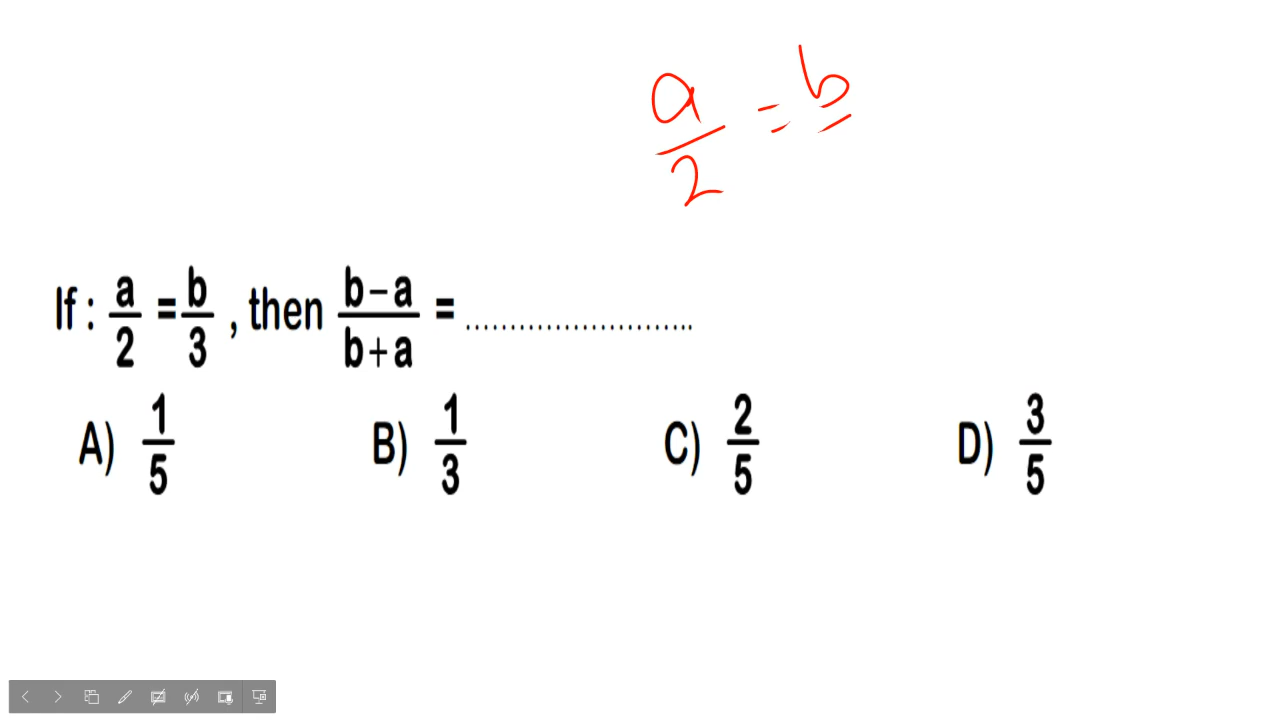 a/2 = b
If : a/2 = b/3 , then (b−a)/(b+a) = ............................
A) 1/5 B) 1/3 C) 2/5 D) 3/5